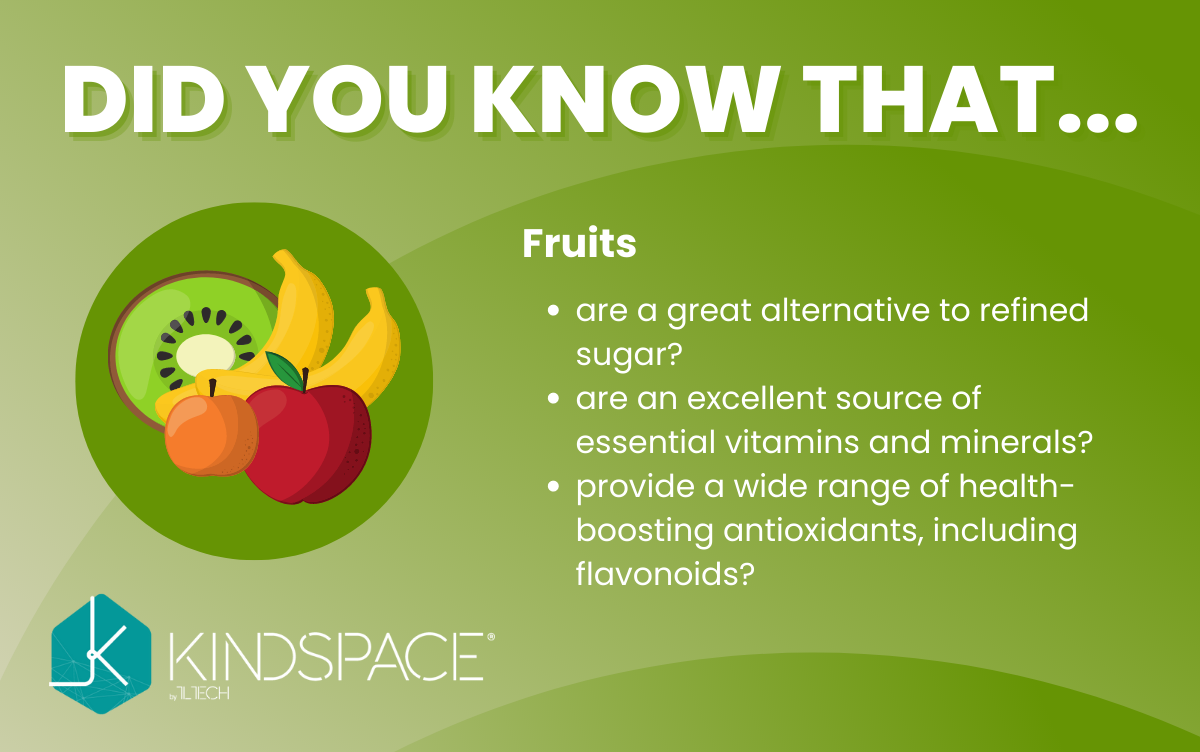 DID YOU KNOW THAT...
Fruits
• are a great alternative to refined
sugar?
• are an excellent source of
essential vitamins and minerals?
• provide a wide range of health-
boosting antioxidants, including
flavonoids?
KINDSPACE®
by TLTECH